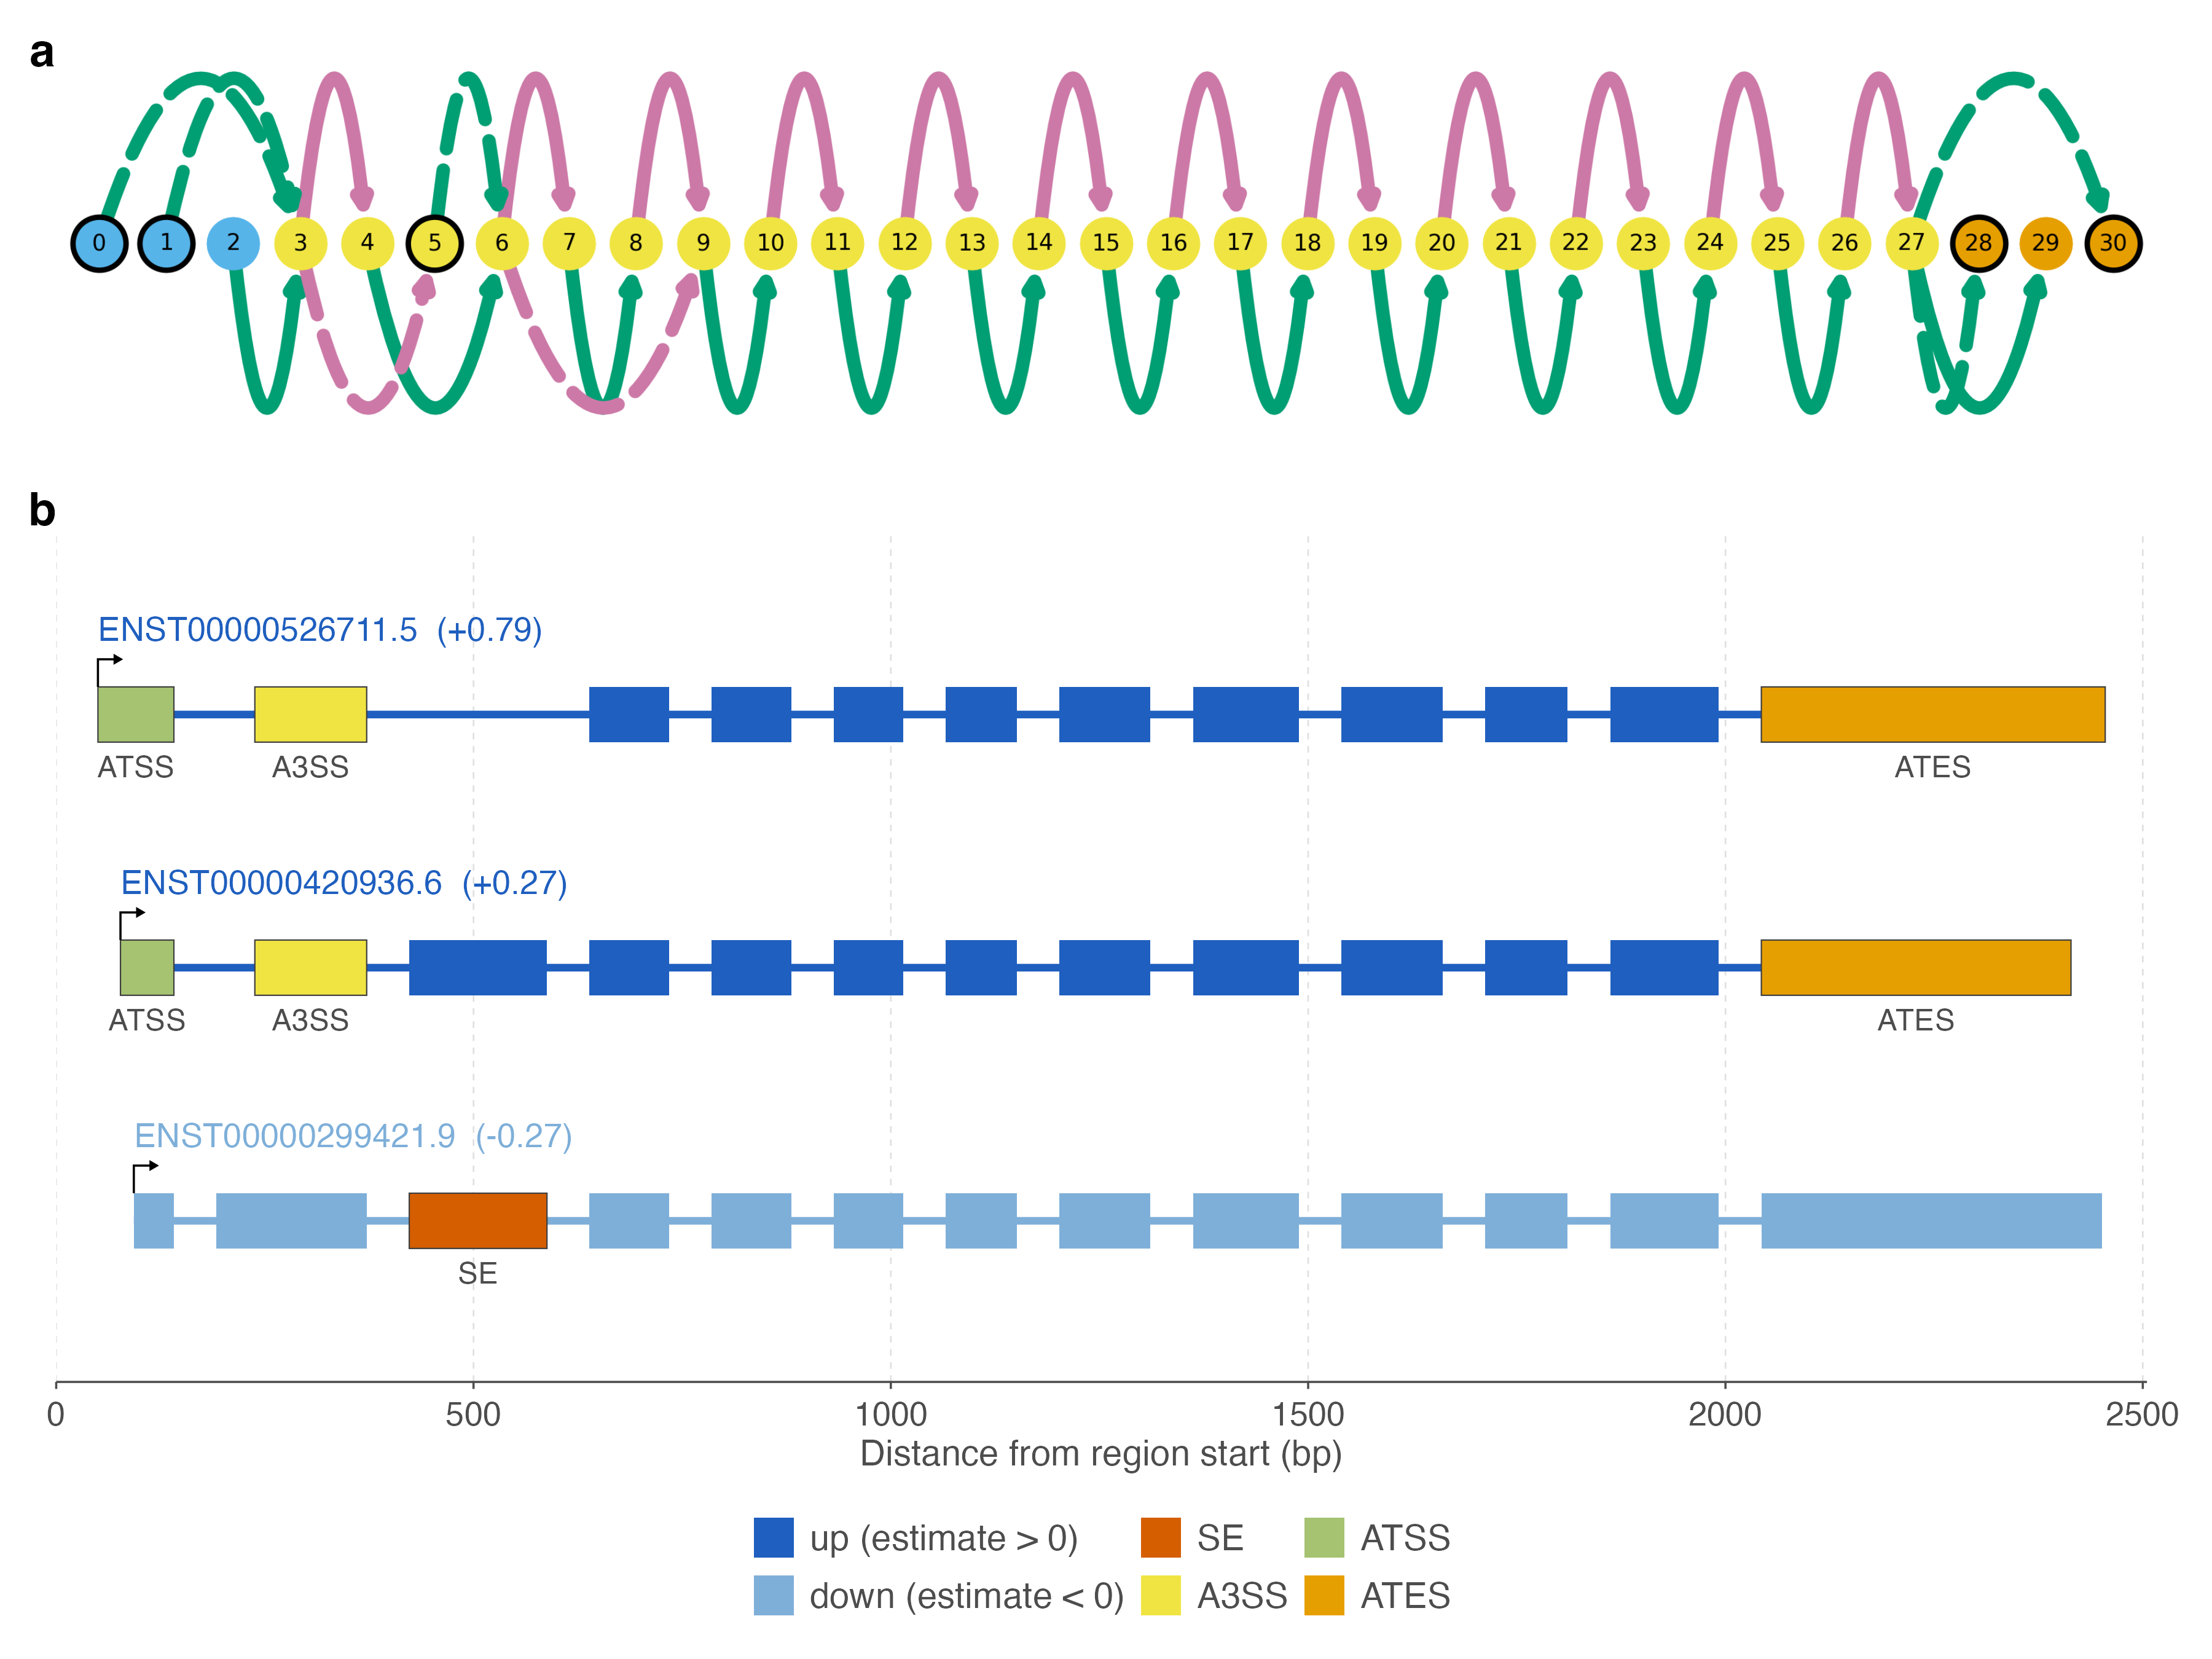 a
0 1 2 3 4 5 6 7 8 9 10 11 12 13 14 15 16 17 18 19 20 21 22 23 24 25 26 27 28 29 30
b
ENST00000526711.5 (+0.79)
ATSS A3SS ATES
ENST00000420936.6 (+0.27)
ATSS A3SS ATES
ENST00000299421.9 (-0.27)
SE
0 500 1000 1500 2000 2500
Distance from region start (bp)
up (estimate > 0) SE ATSS
down (estimate < 0) A3SS ATES